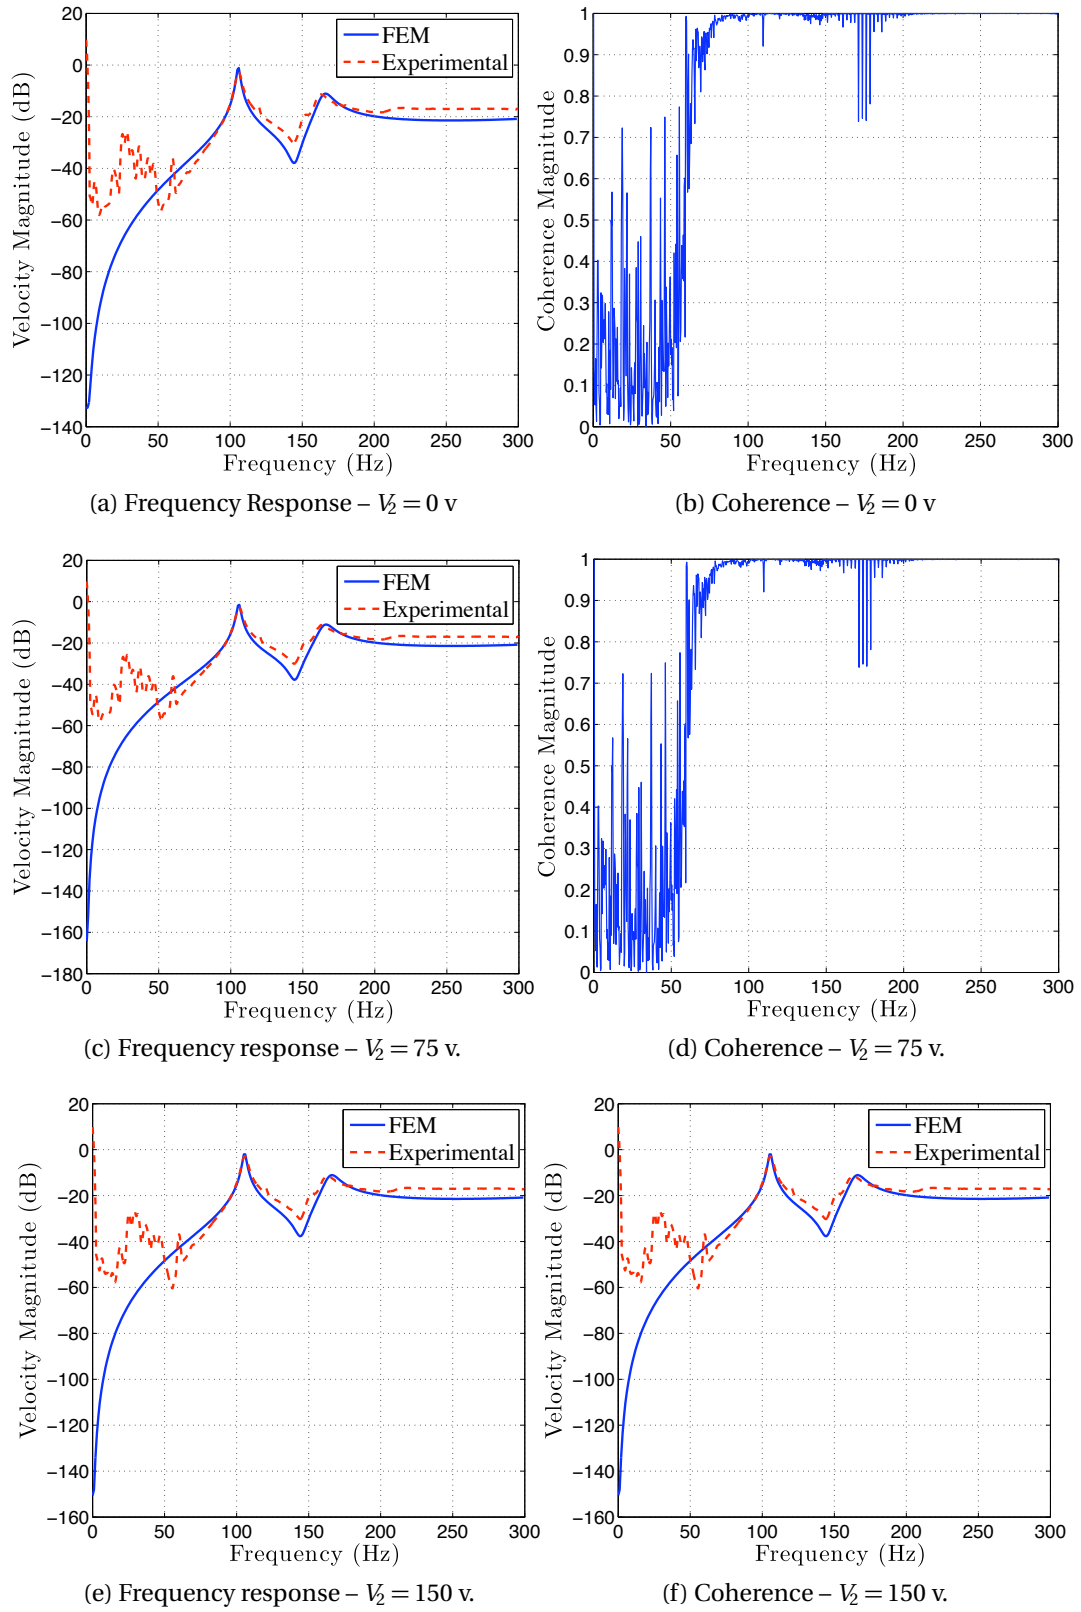 20
0
−20
−40
−60
−80
−100
−120
−140
0 50 100 150 200 250 300
Velocity Magnitude (dB)
Frequency (Hz)
FEM
Experimental
(a) Frequency Response – V2 = 0 v
1
0.9
0.8
0.7
0.6
0.5
0.4
0.3
0.2
0.1
0
0 50 100 150 200 250 300
Coherence Magnitude
Frequency (Hz)
(b) Coherence – V2 = 0 v
20
0
−20
−40
−60
−80
−100
−120
−140
−160
−180
0 50 100 150 200 250 300
Velocity Magnitude (dB)
Frequency (Hz)
FEM
Experimental
(c) Frequency response – V2 = 75 v.
1
0.9
0.8
0.7
0.6
0.5
0.4
0.3
0.2
0.1
0
0 50 100 150 200 250 300
Coherence Magnitude
Frequency (Hz)
(d) Coherence – V2 = 75 v.
20
0
−20
−40
−60
−80
−100
−120
−140
−160
0 50 100 150 200 250 300
Velocity Magnitude (dB)
Frequency (Hz)
FEM
Experimental
(e) Frequency response – V2 = 150 v.
20
0
−20
−40
−60
−80
−100
−120
−140
−160
0 50 100 150 200 250 300
Velocity Magnitude (dB)
Frequency (Hz)
FEM
Experimental
(f) Coherence – V2 = 150 v.